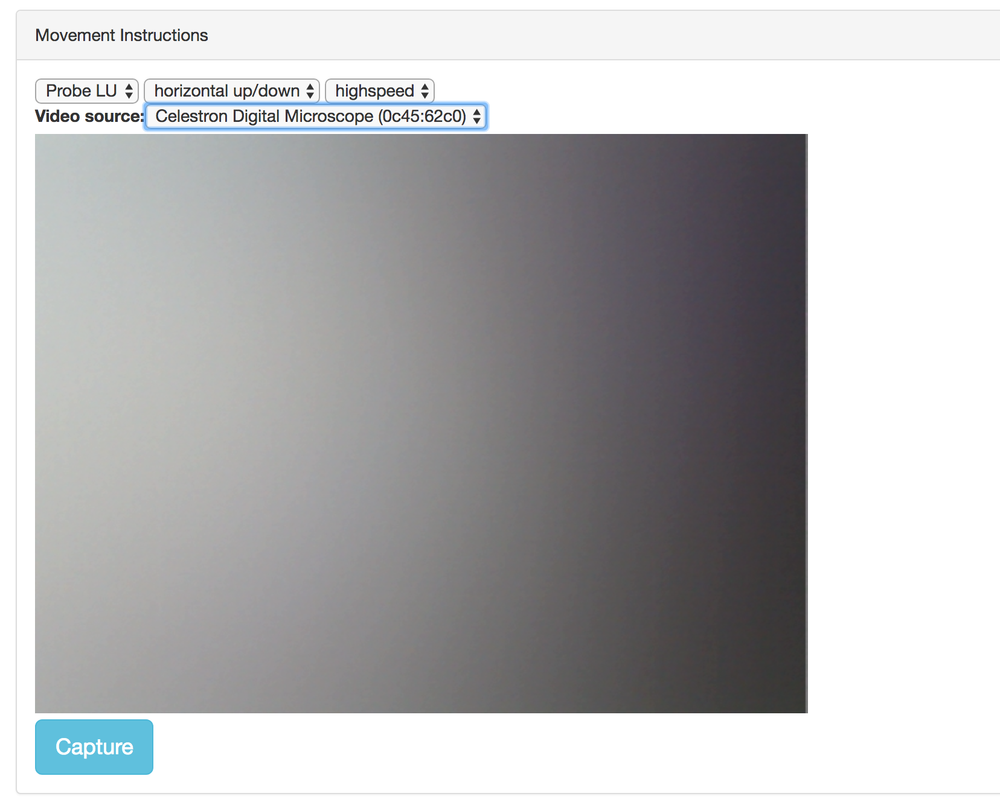 Movement Instructions
Probe LU horizontal up/down highspeed
Video source: Celestron Digital Microscope (0c45:62c0)
Capture